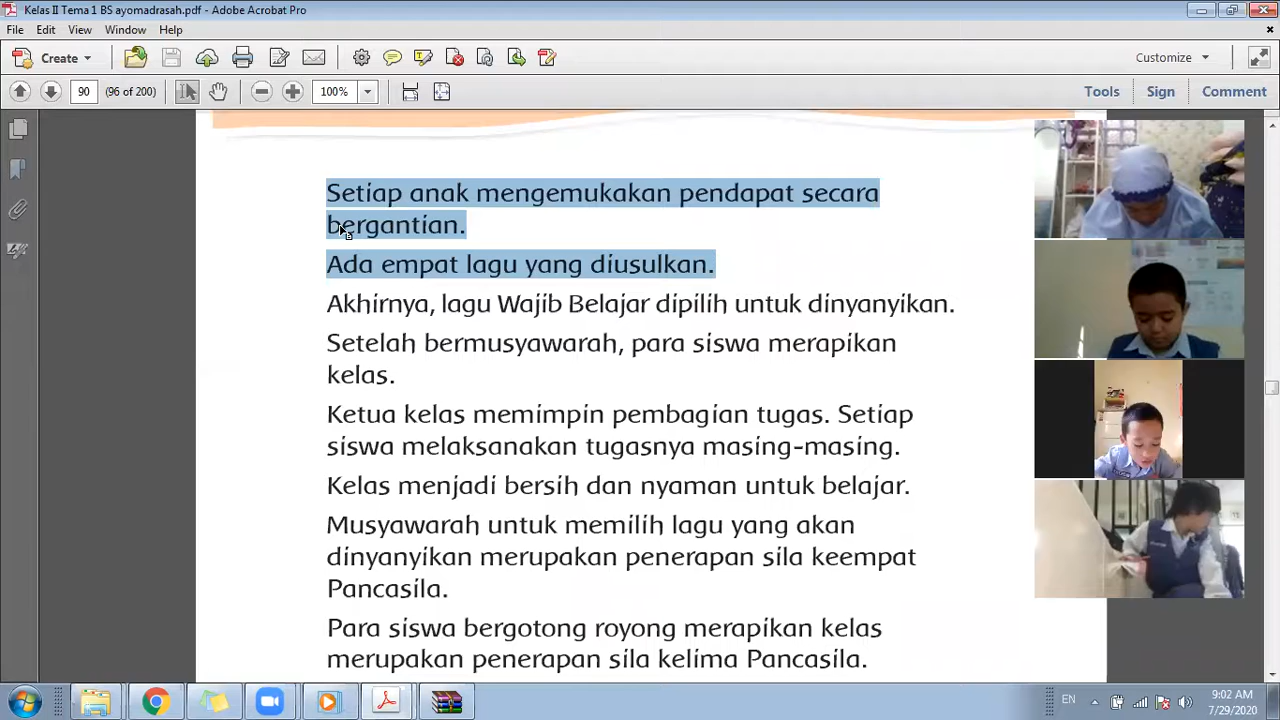 Kelas II Tema 1 BS ayomadrasah.pdf - Adobe Acrobat Pro
File Edit View Window Help
Create
Customize
90 (96 of 200)
100%
Tools Sign Comment
Setiap anak mengemukakan pendapat secara
bergantian.
Ada empat lagu yang diusulkan.
Akhirnya, lagu Wajib Belajar dipilih untuk dinyanyikan.
Setelah bermusyawarah, para siswa merapikan
kelas.
Ketua kelas memimpin pembagian tugas. Setiap
siswa melaksanakan tugasnya masing-masing.
Kelas menjadi bersih dan nyaman untuk belajar.
Musyawarah untuk memilih lagu yang akan
dinyanyikan merupakan penerapan sila keempat
Pancasila.
Para siswa bergotong royong merapikan kelas
merupakan penerapan sila kelima Pancasila.
EN
9:02 AM
7/29/2020